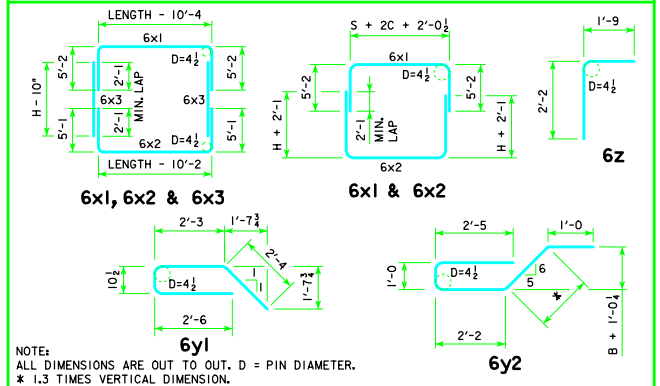 LENGTH - 10'-4
6x1
D=4½
5'-2
5'-2
2'-1
MIN. LAP
H - 10"
6x3
6x3
5'-1
2'-1
5'-1
D=4½
6x2
LENGTH - 10'-2
6x1, 6x2 & 6x3
S + 2C + 2'-0½
6x1
D=4½
5'-2
5'-2
H + 2'-1
2'-1
MIN.
LAP
H + 2'-1
6x2
6x1 & 6x2
1'-9
2'-2
D=4½
6z
2'-3
1'-7¾
2'-4
10½
D=4½
1
1
1'-7¾
2'-6
6y1
2'-5
1'-0
1'-0
D=4½
6
5
*
B + 1'-0¼
2'-2
6y2
NOTE:
ALL DIMENSIONS ARE OUT TO OUT. D = PIN DIAMETER.
* 1.3 TIMES VERTICAL DIMENSION.